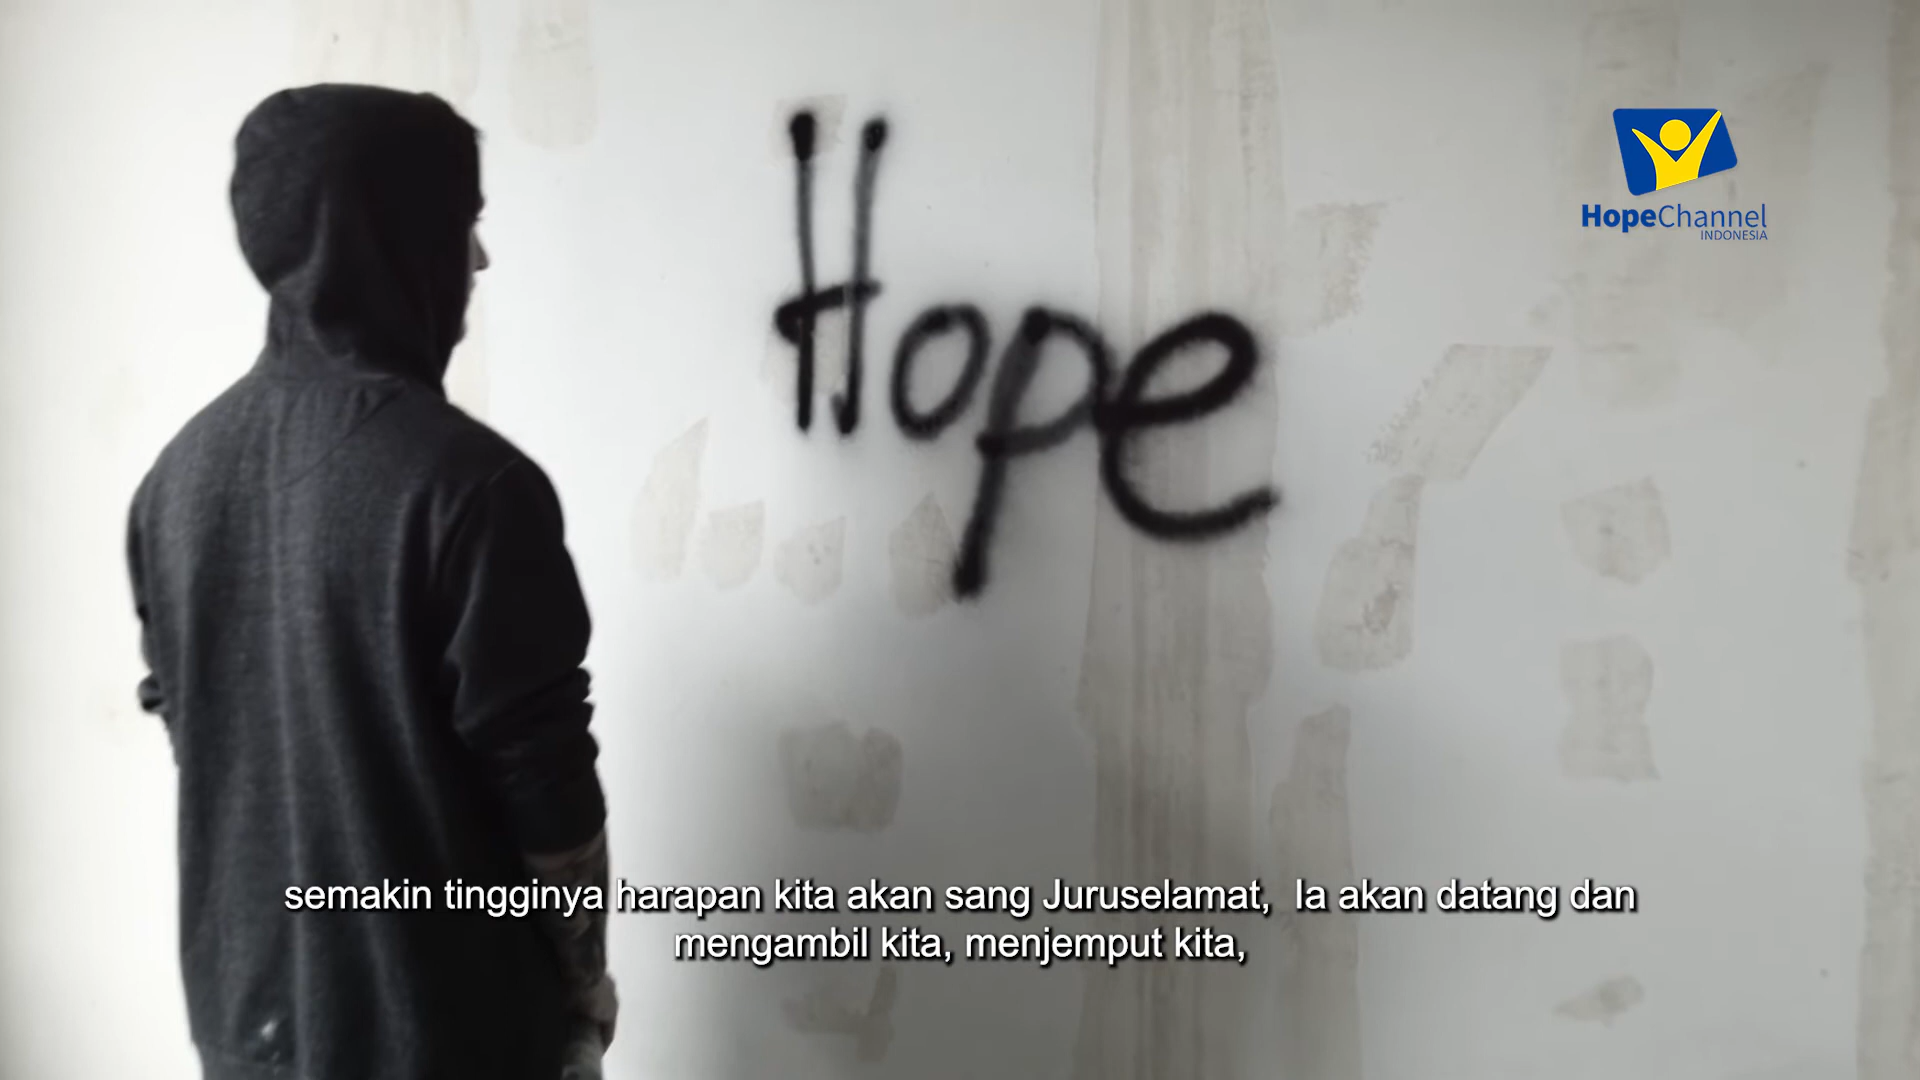 Hope
HopeChannel
INDONESIA
semakin tingginya harapan kita akan sang Juruselamat,  Ia akan datang dan
mengambil kita, menjemput kita,